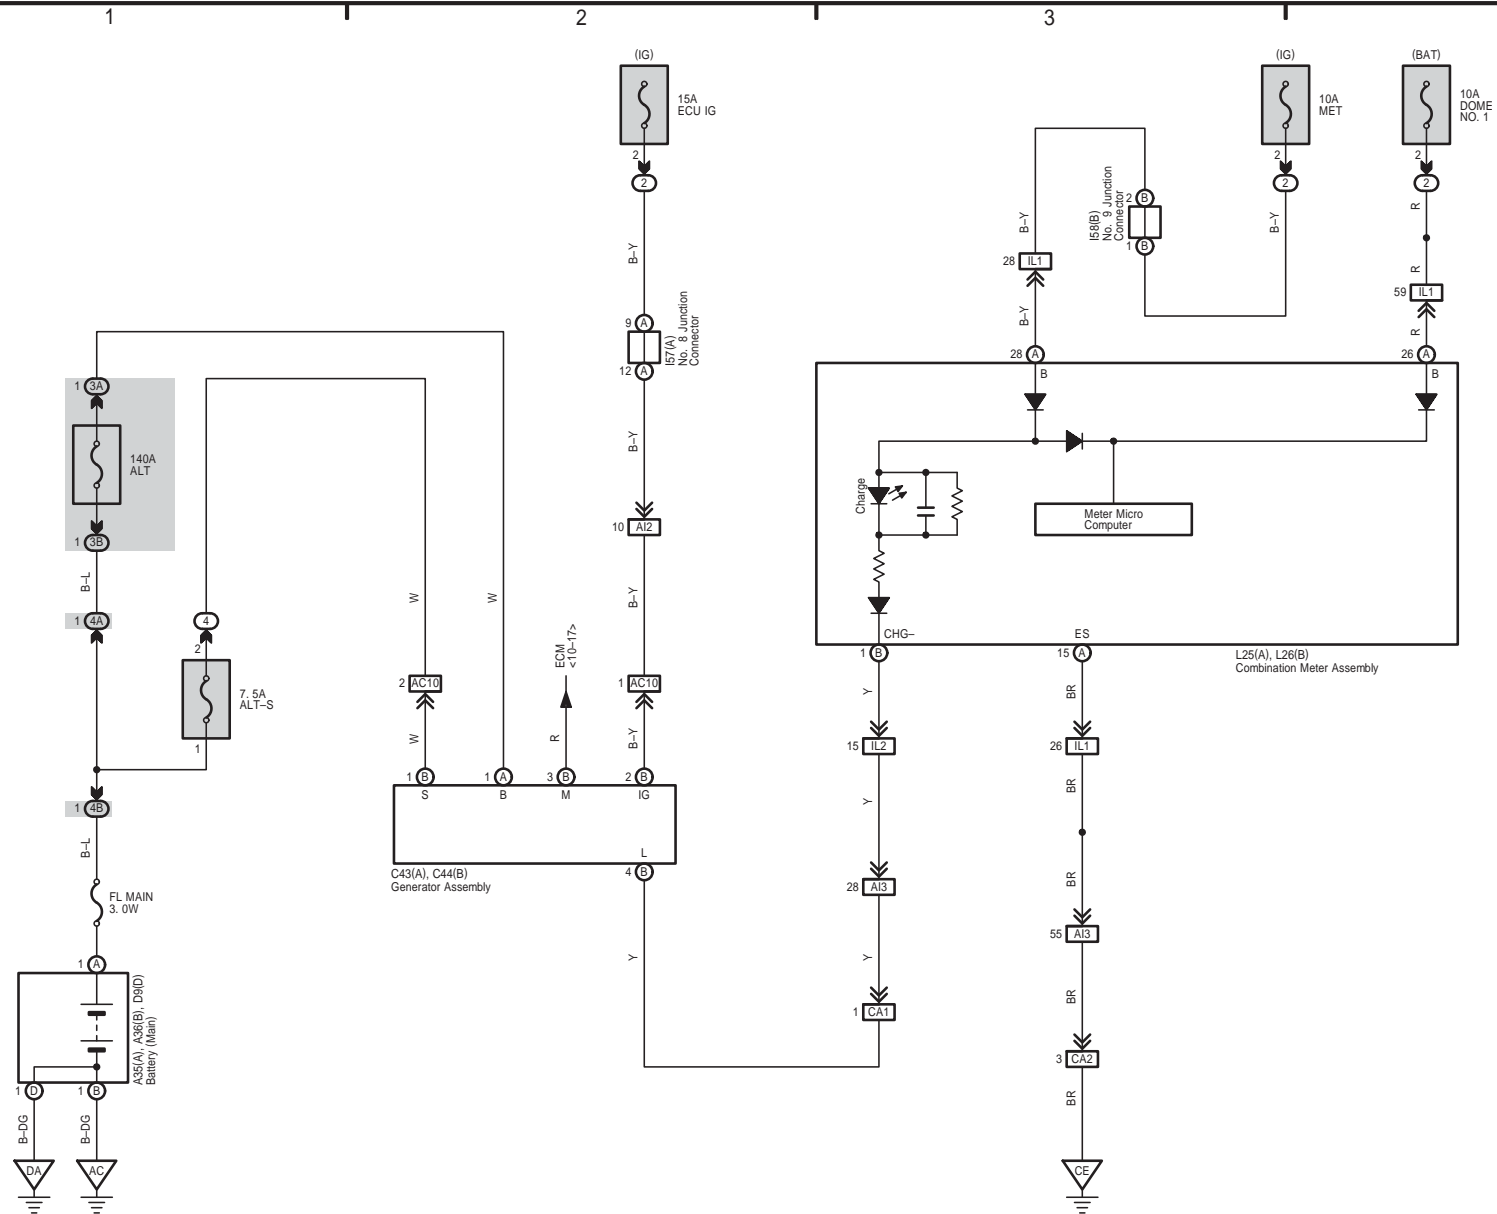 1
2
3
(IG)
15A
ECU IG
2
2
B–Y
9 A
I57(A)
No. 8 Junction
Connector
12 A
B–Y
10 AI2
B–Y
1 AC10
B–Y
2 B
IG
(IG)
10A
MET
2
2
B–Y
(BAT)
10A
DOME
NO. 1
2
2
R
R
59 IL1
R
26 A
B
2 B
I58(B)
No. 9 Junction
Connector
1 B
B–Y
28 IL1
B–Y
28 A
B
Charge
Meter Micro
Computer
CHG–
ES
1 B
15 A
L25(A), L26(B)
Combination Meter Assembly
1 3A
140A
ALT
1 3B
B–L
1 4A
4
2
7. 5A
ALT–S
1
1 4B
B–L
FL MAIN
3. 0W
1 A
A35(A), A36(B), D9(D)
Battery (Main)
1 D
1 B
B–DG
B–DG
DA
AC
W
W
2 AC10
W
ECM
<10–17>
R
1 B
1 A
3 B
S
B
M
L
C43(A), C44(B)
Generator Assembly
4 B
Y
Y
15 IL2
Y
28 AI3
Y
1 CA1
BR
26 IL1
BR
BR
55 AI3
BR
3 CA2
BR
CE